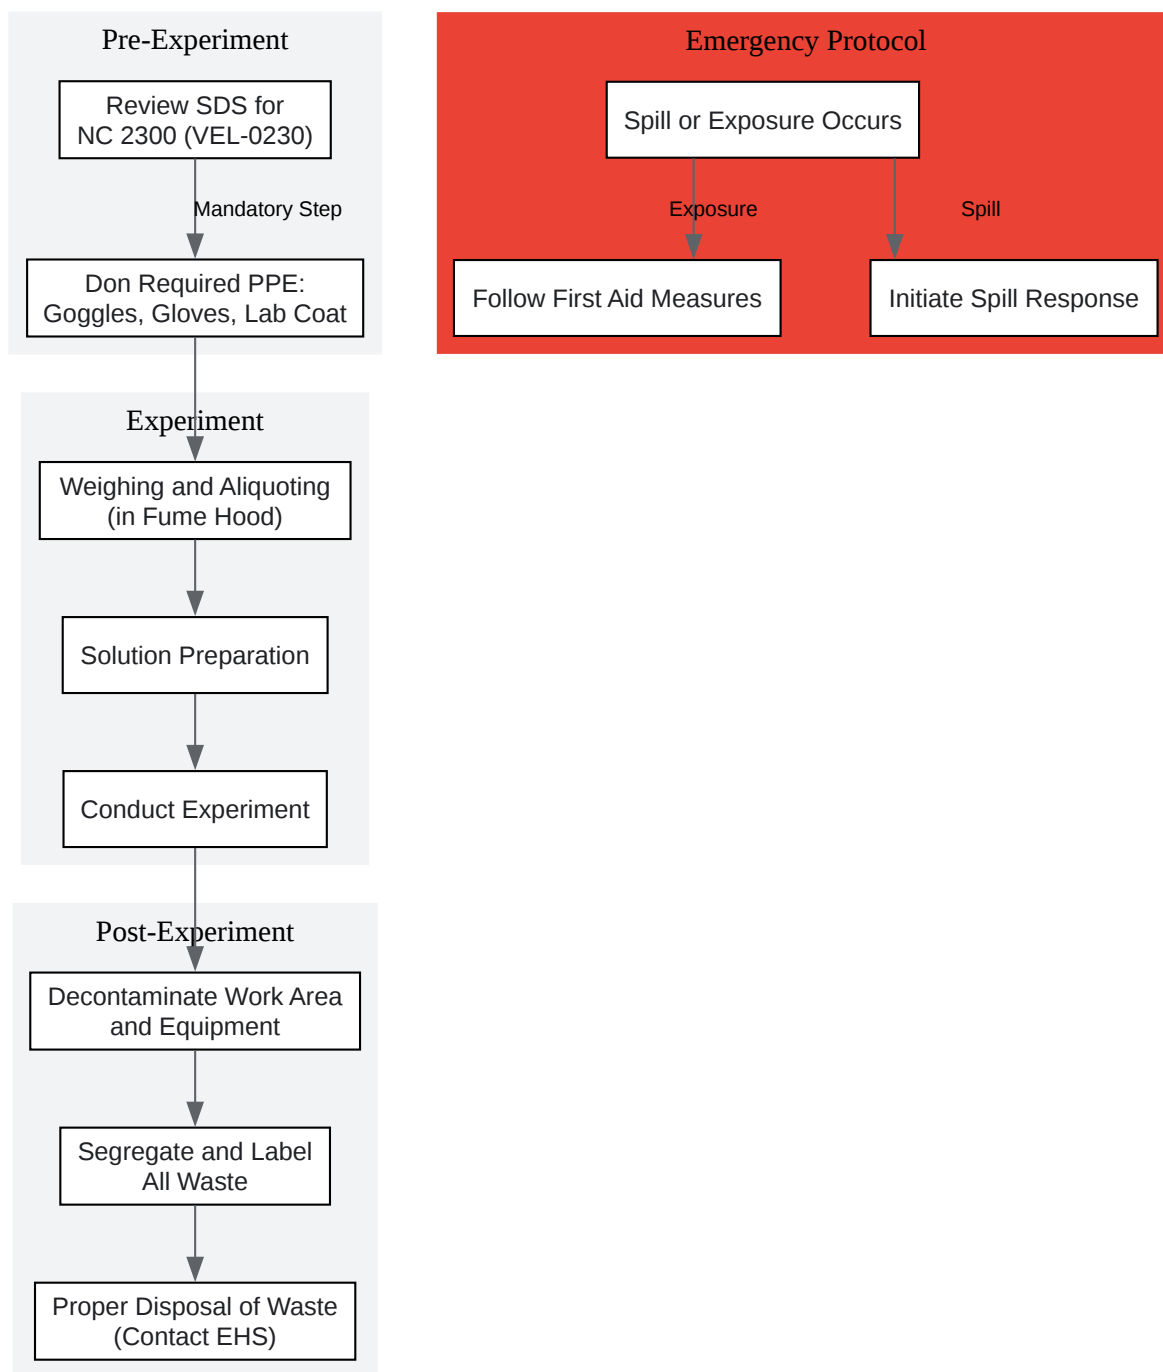 Pre-Experiment
Review SDS for
NC 2300 (VEL-0230)
Mandatory Step
Don Required PPE:
Goggles, Gloves, Lab Coat
Experiment
Weighing and Aliquoting
(in Fume Hood)
Solution Preparation
Conduct Experiment
Post-Experiment
Decontaminate Work Area
and Equipment
Segregate and Label
All Waste
Proper Disposal of Waste
(Contact EHS)
Emergency Protocol
Spill or Exposure Occurs
Exposure
Spill
Follow First Aid Measures
Initiate Spill Response